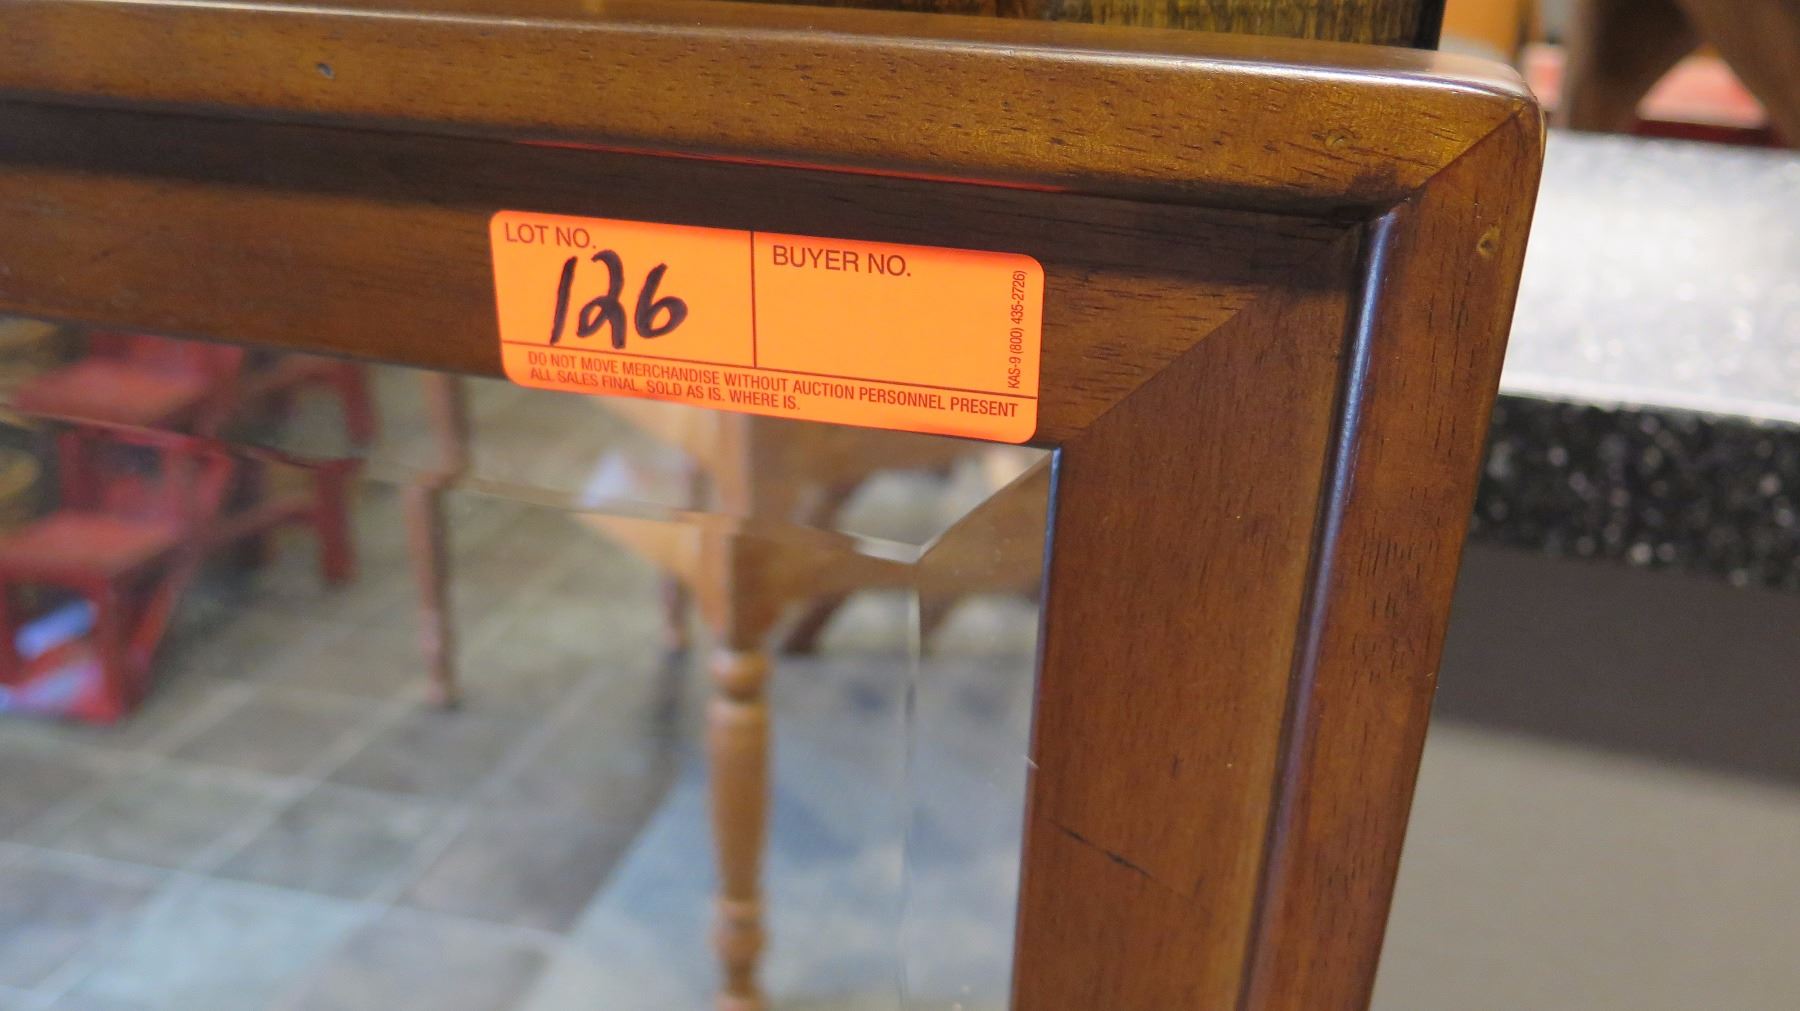 LOT NO.
126
BUYER NO.
KAS-9 (800) 435-2726)
DO NOT MOVE MERCHANDISE WITHOUT AUCTION PERSONNEL PRESENT
ALL SALES FINAL. SOLD AS IS. WHERE IS.